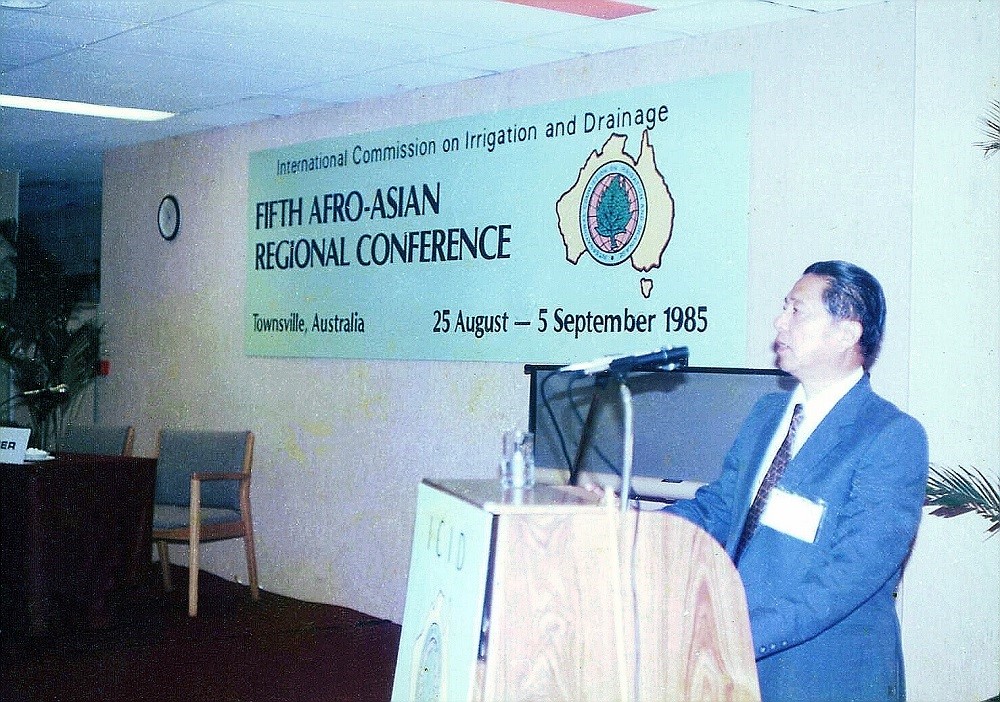 International Commission on Irrigation and Drainage
FIFTH AFRO-ASIAN
REGIONAL CONFERENCE
Townsville, Australia
25 August — 5 September 1985
ICID